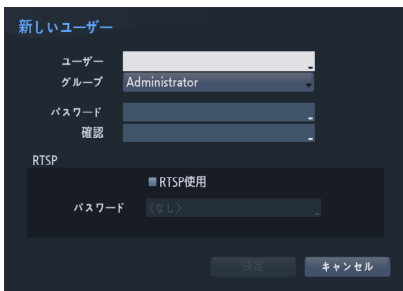 新しいユーザー
ユーザー
グループ Administrator
パスワード
確認
RTSP
RTSP使用
パスワード 〈なし〉
決定 キャンセル